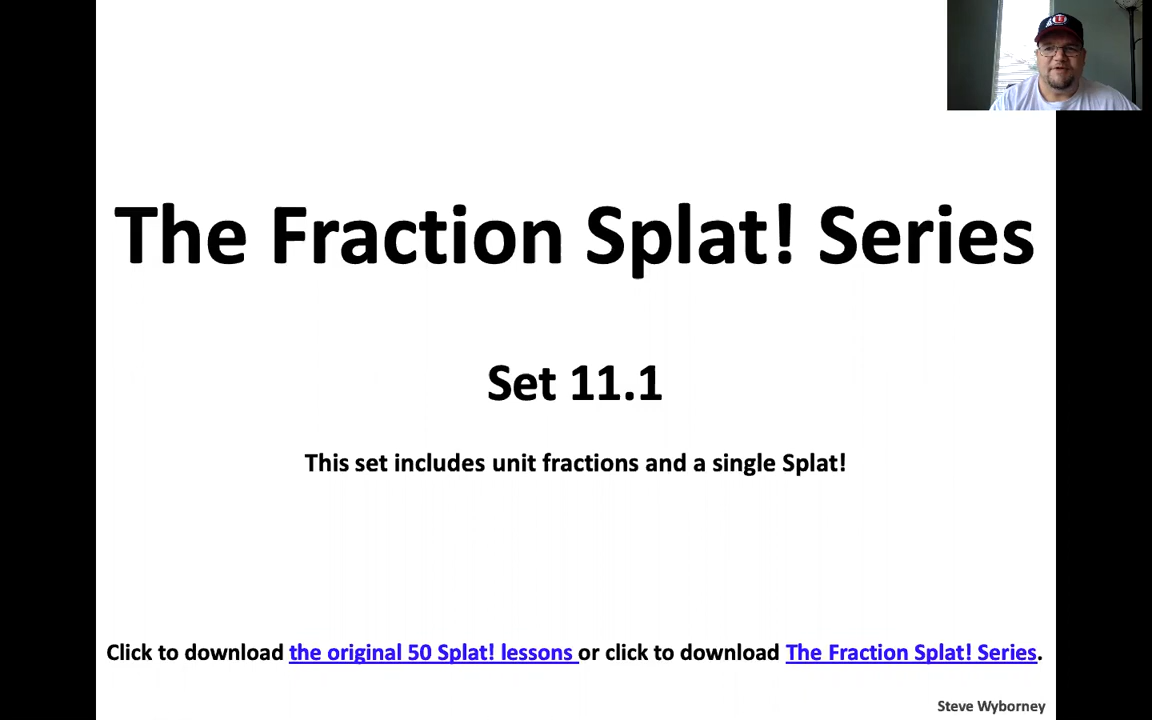 The Fraction Splat! Series
Set 11.1
This set includes unit fractions and a single Splat!
Click to download the original 50 Splat! lessons or click to download The Fraction Splat! Series.
Steve Wyborney